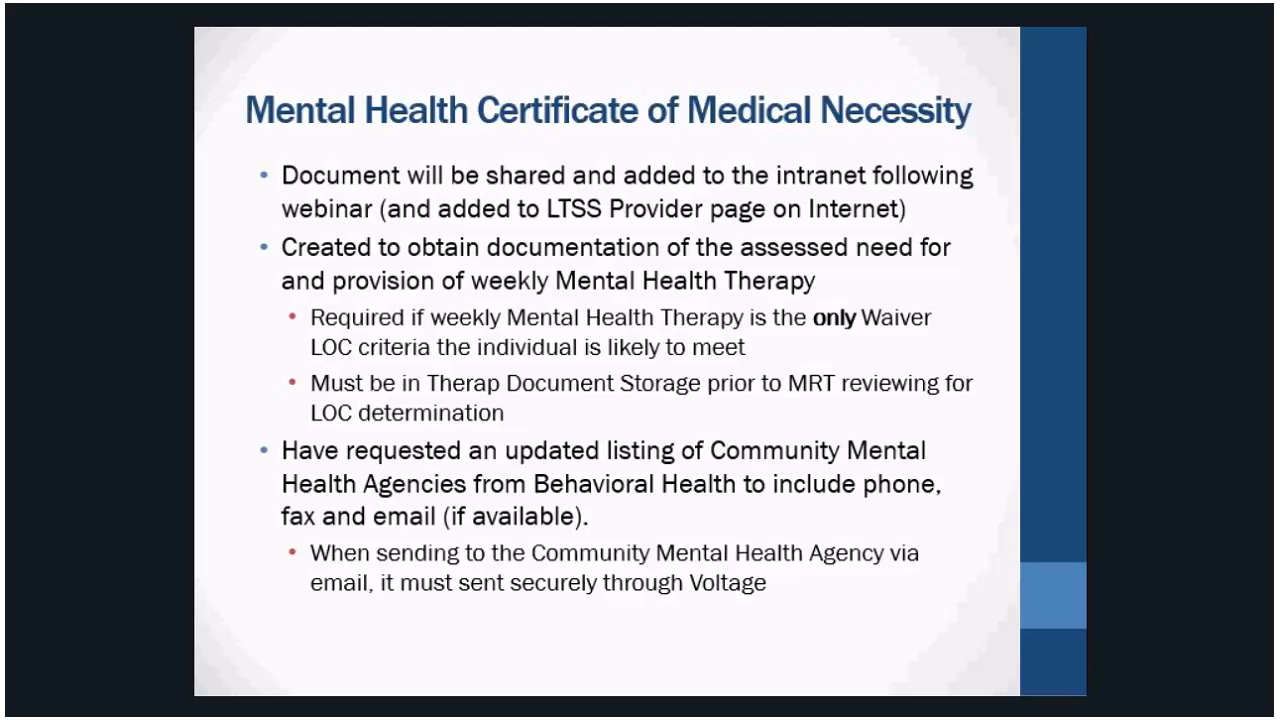 Mental Health Certificate of Medical Necessity
• Document will be shared and added to the intranet following
webinar (and added to LTSS Provider page on Internet)
• Created to obtain documentation of the assessed need for
and provision of weekly Mental Health Therapy
• Required if weekly Mental Health Therapy is the only Waiver
LOC criteria the individual is likely to meet
• Must be in Therap Document Storage prior to MRT reviewing for
LOC determination
• Have requested an updated listing of Community Mental
Health Agencies from Behavioral Health to include phone,
fax and email (if available).
• When sending to the Community Mental Health Agency via
email, it must sent securely through Voltage